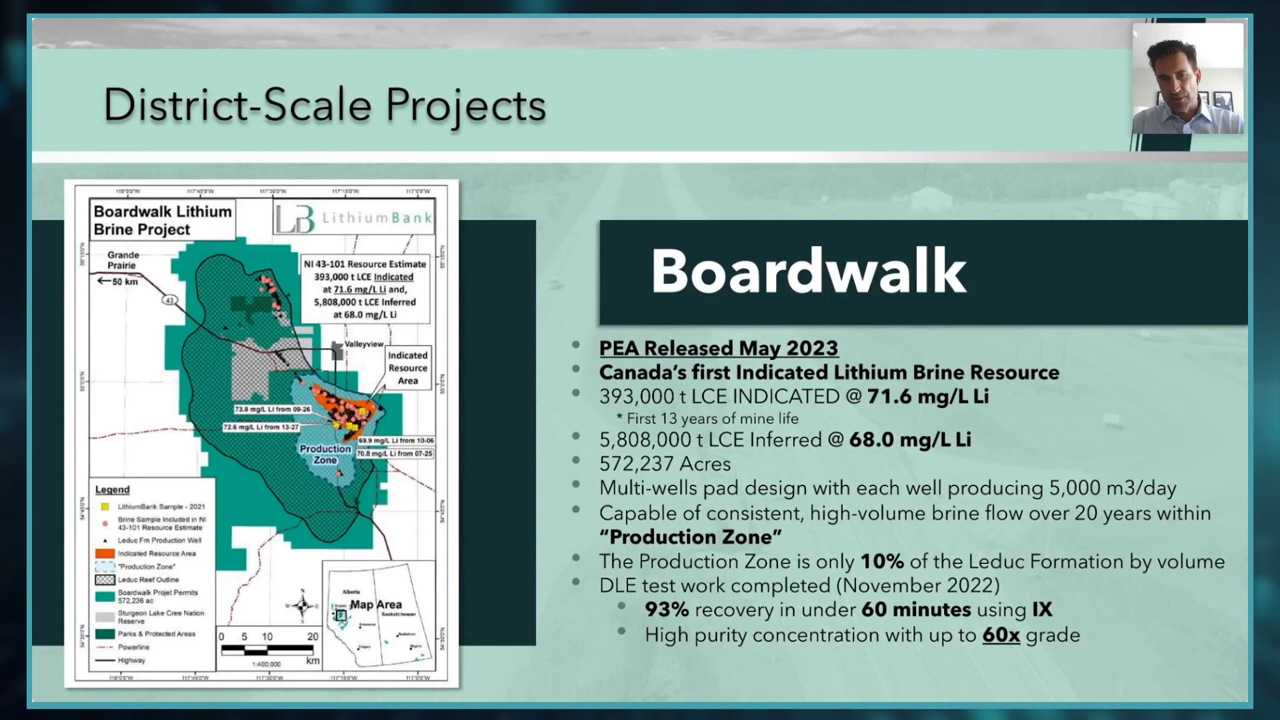 District-Scale Projects
Boardwalk Lithium
Brine Project
LB LithiumBank
Grande
Prairie
50 km
43
NI 43-101 Resource Estimate
393,000 t LCE Indicated
at 71.6 mg/L Li and,
5,808,000 t LCE Inferred
at 68.0 mg/L Li
Valleyview
Indicated
Resource
Area
73.8 mg/L Li from 09-26
72.6 mg/L Li from 13-27
69.9 mg/L Li from 10-06
70.8 mg/L Li from 07-25
Production
Zone
Legend
LithiumBank Sample - 2021
Brine Sample Included in NI
43-101 Resource Estimate
Leduc Fm Production Well
Indicated Resource Area
"Production Zone"
Leduc Reef Outline
Boardwalk Projet Permits
572,236 ac
Sturgeon Lake Cree Nation
Reserve
Parks & Protected Areas
Powerline
Highway
0 5 10 20
km
1:400,000
Alberta
Map Area
Saskatchewan
Boardwalk
PEA Released May 2023
Canada's first Indicated Lithium Brine Resource
393,000 t LCE INDICATED @ 71.6 mg/L Li
* First 13 years of mine life
5,808,000 t LCE Inferred @ 68.0 mg/L Li
572,237 Acres
Multi-wells pad design with each well producing 5,000 m3/day
Capable of consistent, high-volume brine flow over 20 years within
“Production Zone”
The Production Zone is only 10% of the Leduc Formation by volume
DLE test work completed (November 2022)
93% recovery in under 60 minutes using IX
High purity concentration with up to 60x grade